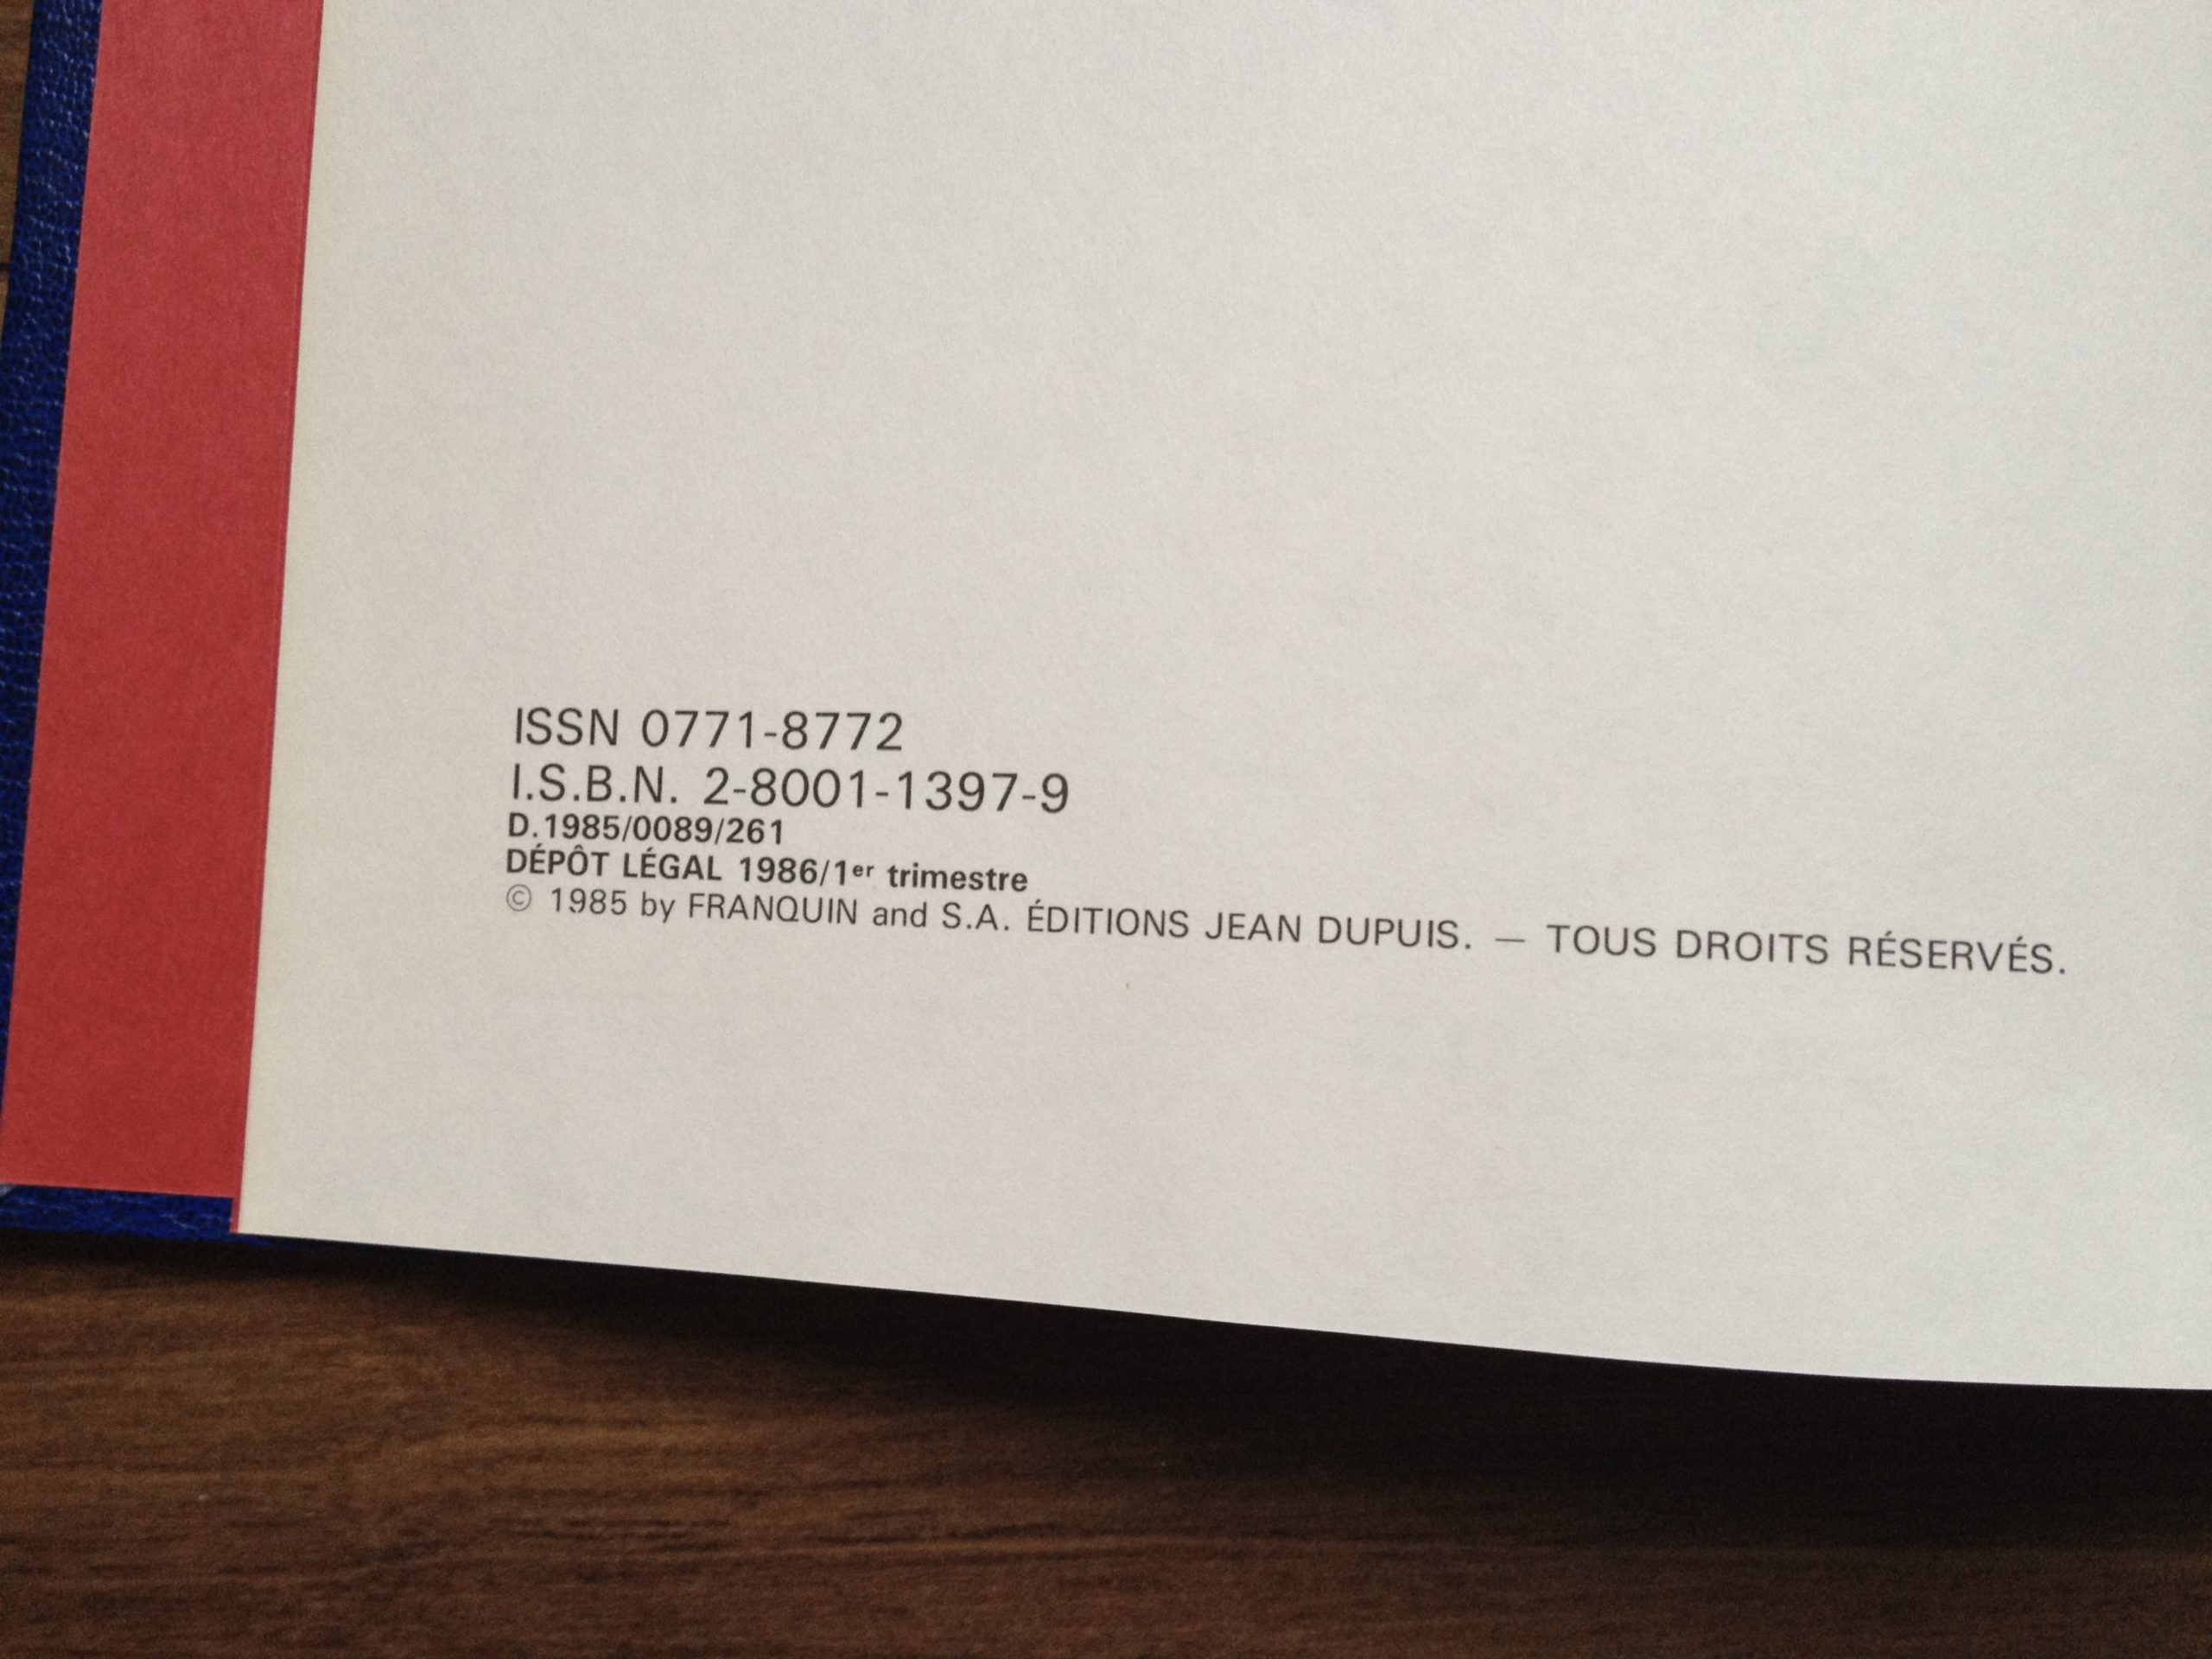 ISSN 0771-8772
I.S.B.N. 2-8001-1397-9
D.1985/0089/261
DÉPÔT LÉGAL 1986/1er trimestre
© 1985 by FRANQUIN and S.A. ÉDITIONS JEAN DUPUIS. — TOUS DROITS RÉSERVÉS.